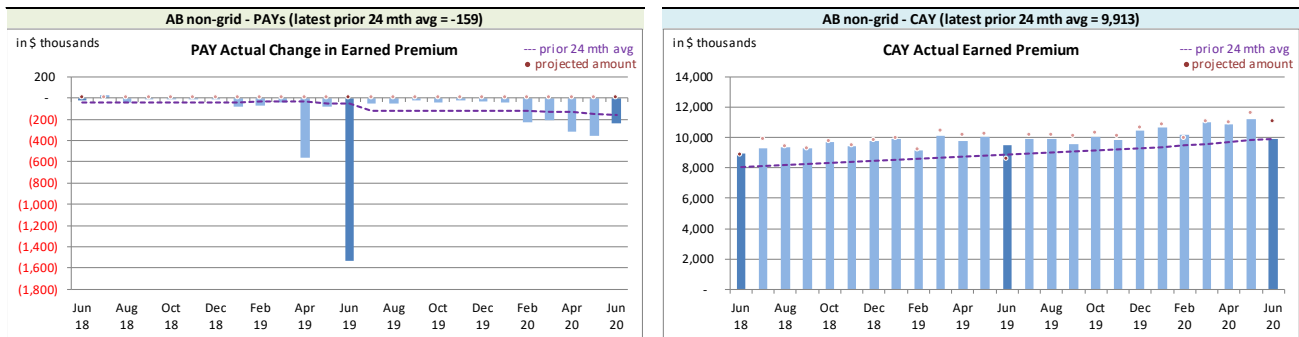 AB non-grid - PAYs (latest prior 24 mth avg = -159)
in $ thousands
PAY Actual Change in Earned Premium
--- prior 24 mth avg
• projected amount
200
-
(200)
(400)
(600)
(800)
(1,000)
(1,200)
(1,400)
(1,600)
(1,800)
Jun Aug Oct Dec Feb Apr Jun Aug Oct Dec Feb Apr Jun
18 18 18 18 19 19 19 19 19 19 20 20 20
AB non-grid - CAY (latest prior 24 mth avg = 9,913)
in $ thousands
CAY Actual Earned Premium
--- prior 24 mth avg
• projected amount
14,000
12,000
10,000
8,000
6,000
4,000
2,000
-
Jun Aug Oct Dec Feb Apr Jun Aug Oct Dec Feb Apr Jun
18 18 18 18 19 19 19 19 19 19 20 20 20